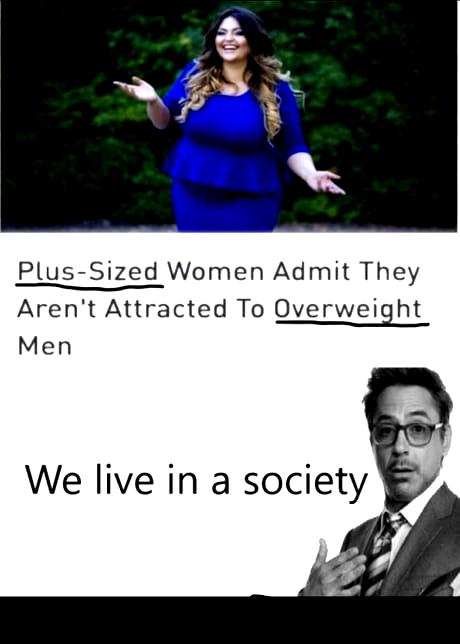 Plus-Sized Women Admit They
Aren't Attracted To Overweight
Men
We live in a society